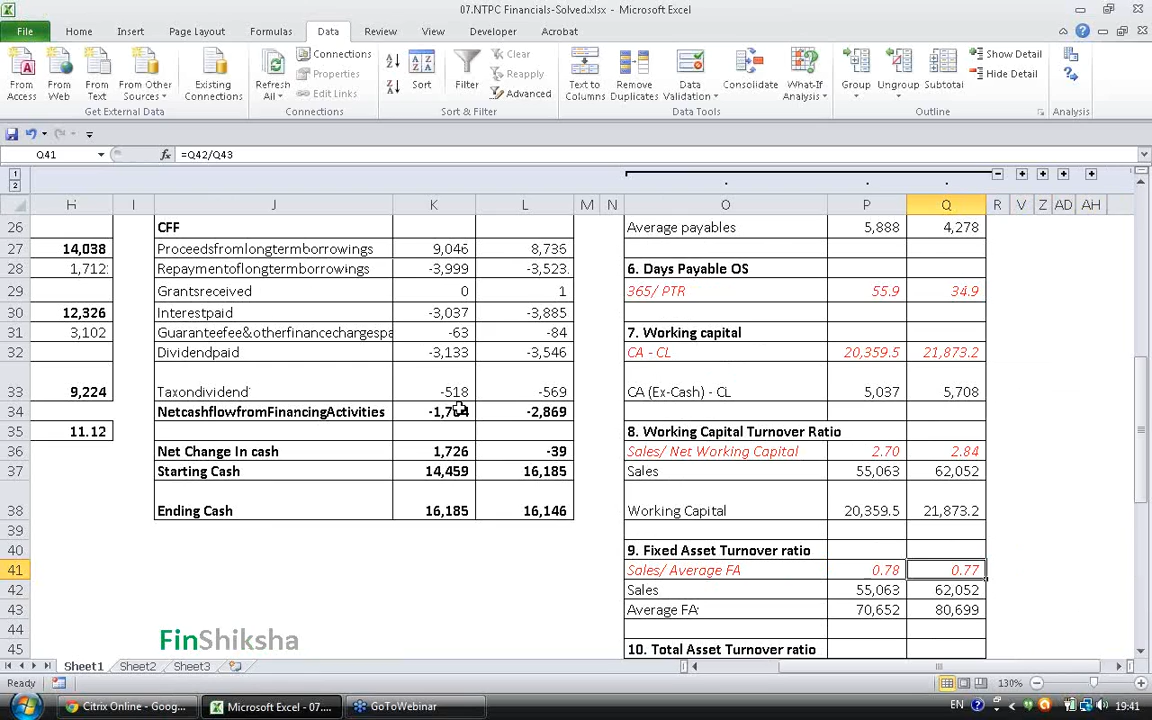 07.NTPC Financials-Solved.xlsx - Microsoft Excel
File Home Insert Page Layout Formulas Data Review View Developer Acrobat
From Access
From Web
From Text
From Other Sources
Existing Connections
Get External Data
Refresh All
Connections
Properties
Edit Links
Connections
Sort
Filter
Clear
Reapply
Advanced
Sort & Filter
Text to Columns
Remove Duplicates
Data Validation
Consolidate
What-If Analysis
Data Tools
Group
Ungroup
Subtotal
Show Detail
Hide Detail
Outline
Analysis
Q41 fx =Q42/Q43
1
2
H I J K L M N O P Q R V Z AD AH
26 CFF Average payables 5,888 4,278
27 14,038 Proceedsfromlongtermborrowings 9,046 8,736
28 1,712 Repaymentoflongtermborrowings -3,999 -3,523 6. Days Payable OS
29 Grantsreceived 0 1 365/ PTR 55.9 34.9
30 12,326 Interestpaid -3,037 -3,885
31 3,102 Guaranteefee&otherfinancechargespa -63 -84 7. Working capital
32 Dividendpaid -3,133 -3,546 CA - CL 20,359.5 21,873.2
33 9,224 Taxondividend -518 -569 CA (Ex-Cash) - CL 5,037 5,708
34 NetcashflowfromFinancingActivities -2,869
35 11.12 8. Working Capital Turnover Ratio
36 Net Change In cash 1,726 -39 Sales/ Net Working Capital 2.70 2.84
37 Starting Cash 14,459 16,185 Sales 55,063 62,052
38 Ending Cash 16,185 16,146 Working Capital 20,359.5 21,873.2
39
40 9. Fixed Asset Turnover ratio
41 Sales/ Average FA 0.78 0.77
42 Sales 55,063 62,052
43 Average FA 70,652 80,699
44
45 10. Total Asset Turnover ratio
FinShiksha
Sheet1 Sheet2 Sheet3
Ready 130%
Citrix Online - Goog... Microsoft Excel - 07.... GoToWebinar EN 19:41